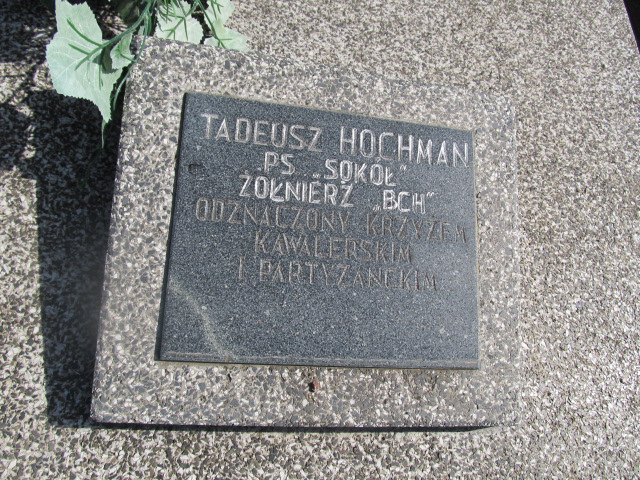 TADEUSZ HOCHMAN
PS „SOKÓŁ”
ŻOŁNIERZ „BCH”
ODZNACZONY KRZYŻEM
KAWALERSKIM
I PARTYZANCKIM